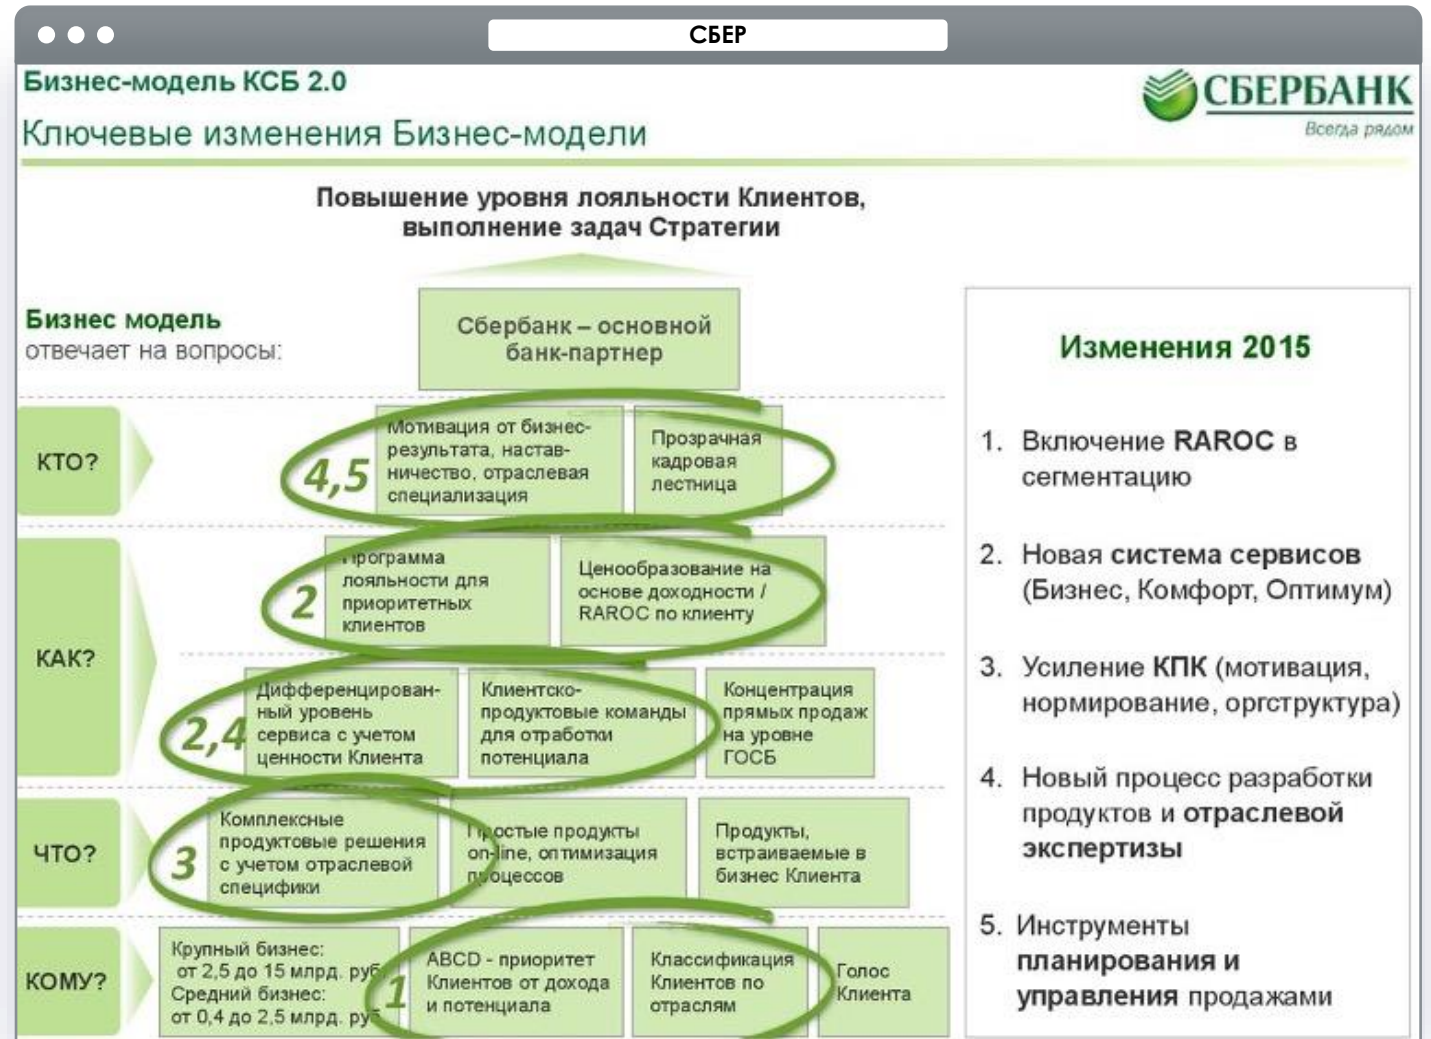 СБЕР
Бизнес-модель КСБ 2.0
СБЕРБАНК
Всегда рядом
Ключевые изменения Бизнес-модели
Повышение уровня лояльности Клиентов,
выполнение задач Стратегии
Бизнес модель
отвечает на вопросы:
Сбербанк – основной
банк-партнер
КТО?
4,5
Мотивация от бизнес-
результата, настав-
ничество, отраслевая
специализация
Прозрачная
кадровая
лестница
КАК?
2
Программа
лояльности для
приоритетных
клиентов
Ценообразование на
основе доходности /
RAROC по клиенту
2,4
Дифференцирован-
ный уровень
сервиса с учетом
ценности Клиента
Клиентско-
продуктовые команды
для отработки
потенциала
Концентрация
прямых продаж
на уровне
ГОСБ
ЧТО?
3
Комплексные
продуктовые решения
с учетом отраслевой
специфики
Простые продукты
on-line, оптимизация
процессов
Продукты,
встраиваемые в
бизнес Клиента
КОМУ?
Крупный бизнес:
от 2,5 до 15 млрд. руб
Средний бизнес:
от 0,4 до 2,5 млрд. руб
1
ABCD - приоритет
Клиентов от дохода
и потенциала
Классификация
Клиентов по
отраслям
Голос
Клиента
Изменения 2015
1. Включение RAROC в
сегментацию
2. Новая система сервисов
(Бизнес, Комфорт, Оптимум)
3. Усиление КПК (мотивация,
нормирование, оргструктура)
4. Новый процесс разработки
продуктов и отраслевой
экспертизы
5. Инструменты
планирования и
управления продажами